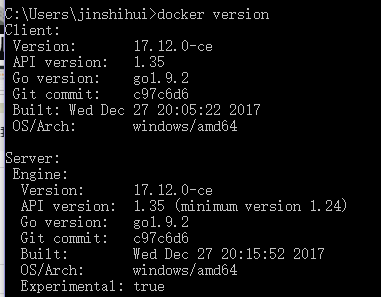 C:\Users\jinshihui>docker version
Client:
 Version:       17.12.0-ce
 API version:   1.35
 Go version:    go1.9.2
 Git commit:    c97c6d6
 Built: Wed Dec 27 20:05:22 2017
 OS/Arch:       windows/amd64
Server:
 Engine:
  Version:      17.12.0-ce
  API version:  1.35 (minimum version 1.24)
  Go version:   go1.9.2
  Git commit:   c97c6d6
  Built:        Wed Dec 27 20:15:52 2017
  OS/Arch:      windows/amd64
  Experimental: true